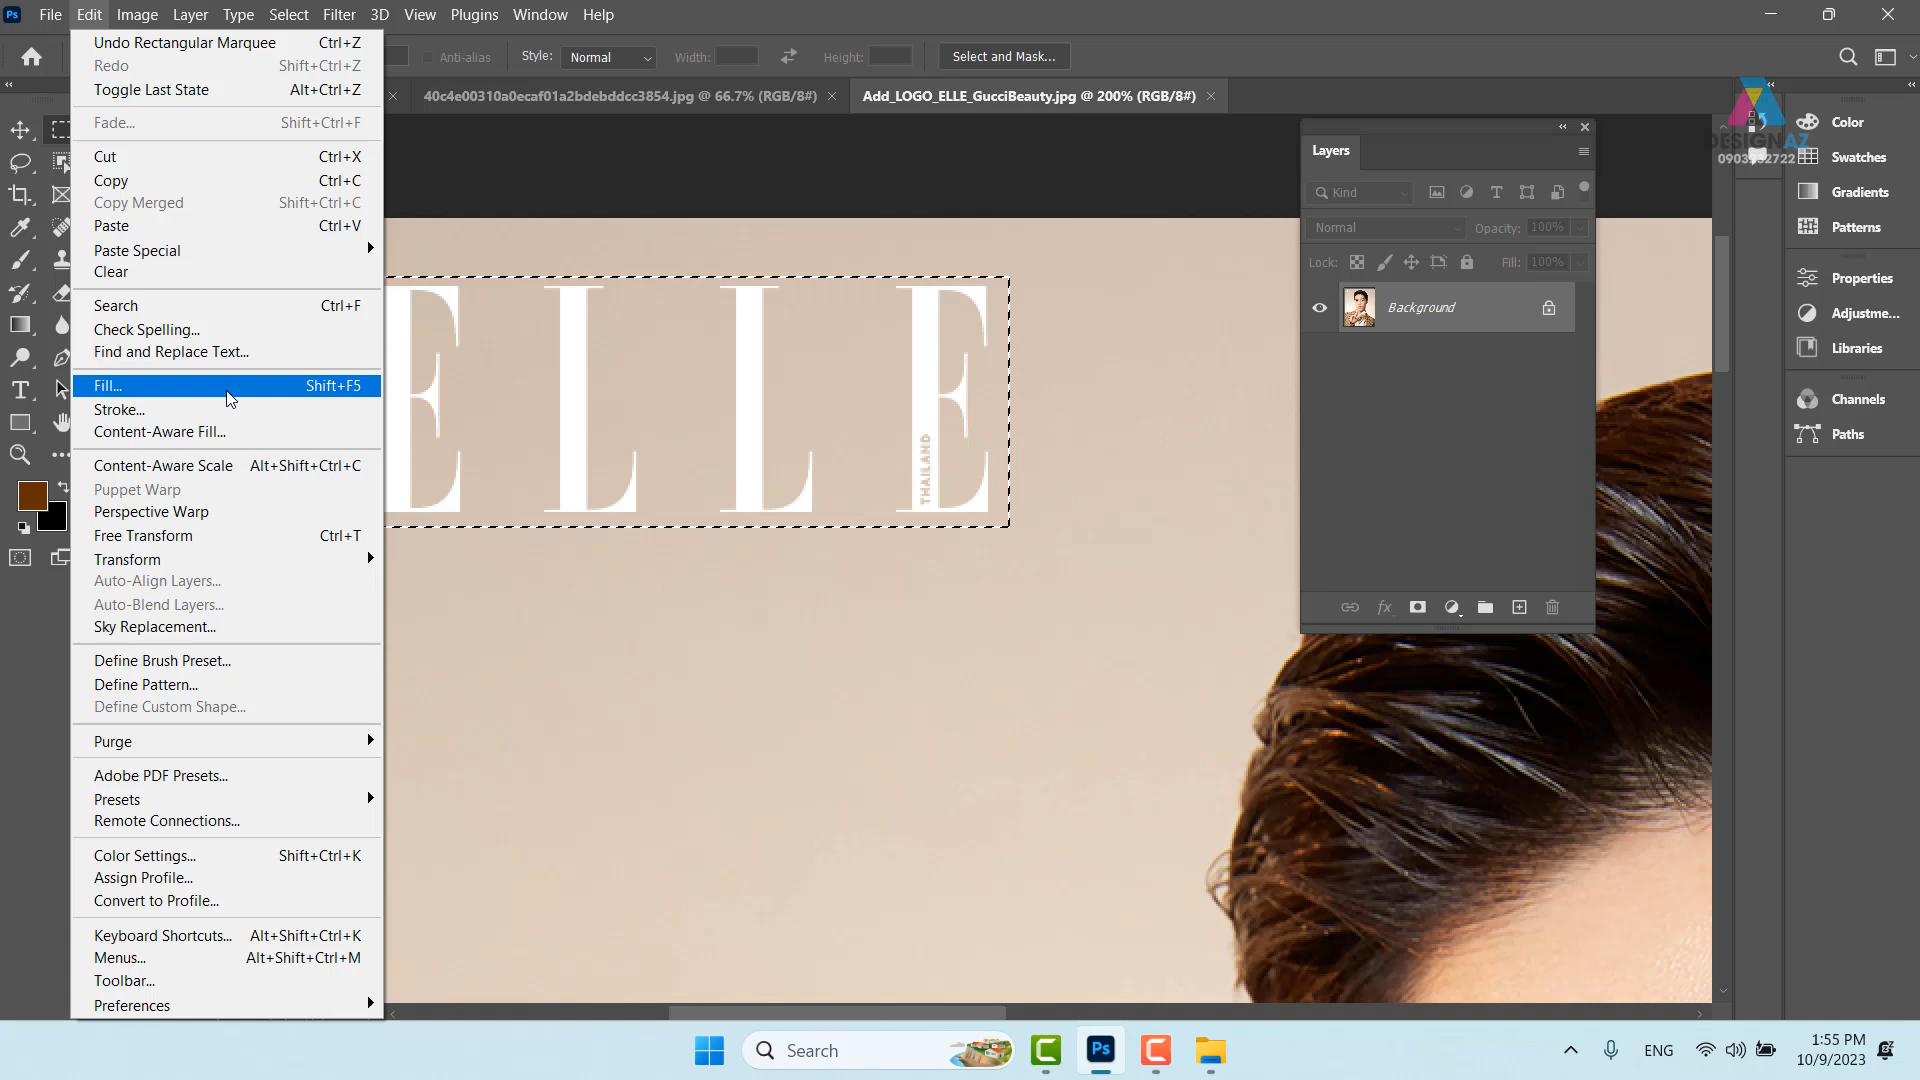 Ps File Edit Image Layer Type Select Filter 3D View Plugins Window Help
Anti-alias Style: Normal Width: Height: Select and Mask...
40c4e00310a0ecaf01a2bdebddcc3854.jpg @ 66.7% (RGB/8#) Add_LOGO_ELLE_GucciBeauty.jpg @ 200% (RGB/8#)
Undo Rectangular Marquee Ctrl+Z
Redo Shift+Ctrl+Z
Toggle Last State Alt+Ctrl+Z
Fade... Shift+Ctrl+F
Cut Ctrl+X
Copy Ctrl+C
Copy Merged Shift+Ctrl+C
Paste Ctrl+V
Paste Special
Clear
Search Ctrl+F
Check Spelling...
Find and Replace Text...
Fill... Shift+F5
Stroke...
Content-Aware Fill...
Content-Aware Scale Alt+Shift+Ctrl+C
Puppet Warp
Perspective Warp
Free Transform Ctrl+T
Transform
Auto-Align Layers...
Auto-Blend Layers...
Sky Replacement...
Define Brush Preset...
Define Pattern...
Define Custom Shape...
Purge
Adobe PDF Presets...
Presets
Remote Connections...
Color Settings... Shift+Ctrl+K
Assign Profile...
Convert to Profile...
Keyboard Shortcuts... Alt+Shift+Ctrl+K
Menus... Alt+Shift+Ctrl+M
Toolbar...
Preferences
ELLE
THAILAND
Layers
Kind
Normal Opacity: 100%
Lock: Fill: 100%
Background
fx
DESIGN AZ
Color
Swatches
Gradients
Patterns
Properties
Adjustme...
Libraries
Channels
Paths
Search
Ps
ENG
1:55 PM
10/9/2023